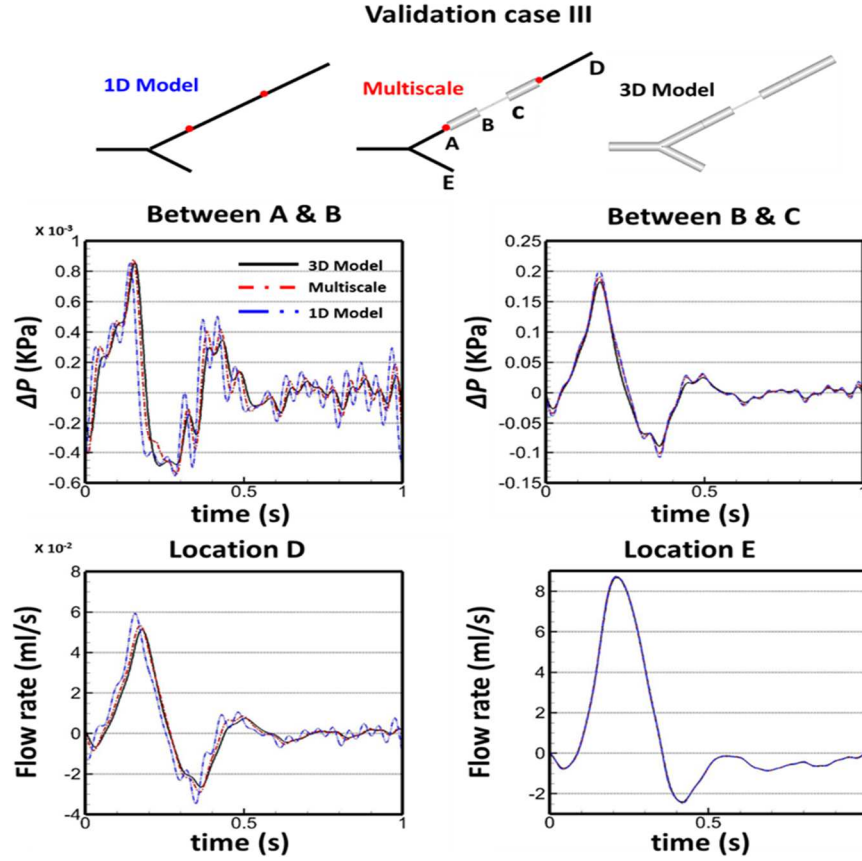 Validation case III
1D Model
Multiscale
3D Model
A
B
C
D
E
Between A & B
X 10⁻³
ΔP (KPa)
1
0.8
0.6
0.4
0.2
0
-0.2
-0.4
-0.6
3D Model
Multiscale
1D Model
0
0.5
1
time (s)
Between B & C
ΔP (KPa)
0.25
0.2
0.15
0.1
0.05
0
-0.05
-0.1
-0.15
0
0.5
time (s)
Location D
X 10⁻²
Flow rate (ml/s)
8
6
4
2
0
-2
-4
0
0.5
1
time (s)
Location E
Flow rate (ml/s)
8
6
4
2
0
-2
0
0.5
time (s)